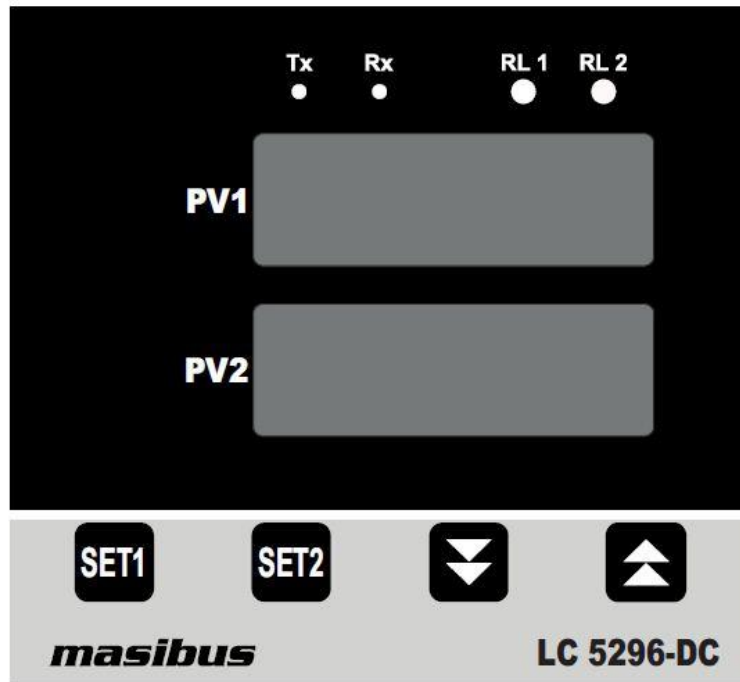 Tx Rx RL 1 RL 2
PV1
PV2
SET1 SET2
masibus LC 5296-DC